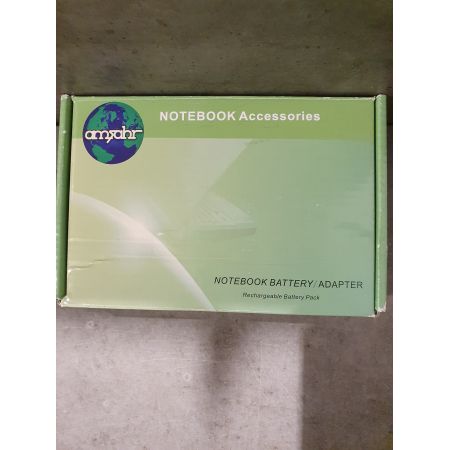 amsahr
NOTEBOOK Accessories
NOTEBOOK BATTERY/ADAPTER
Rechargeable Battery Pack